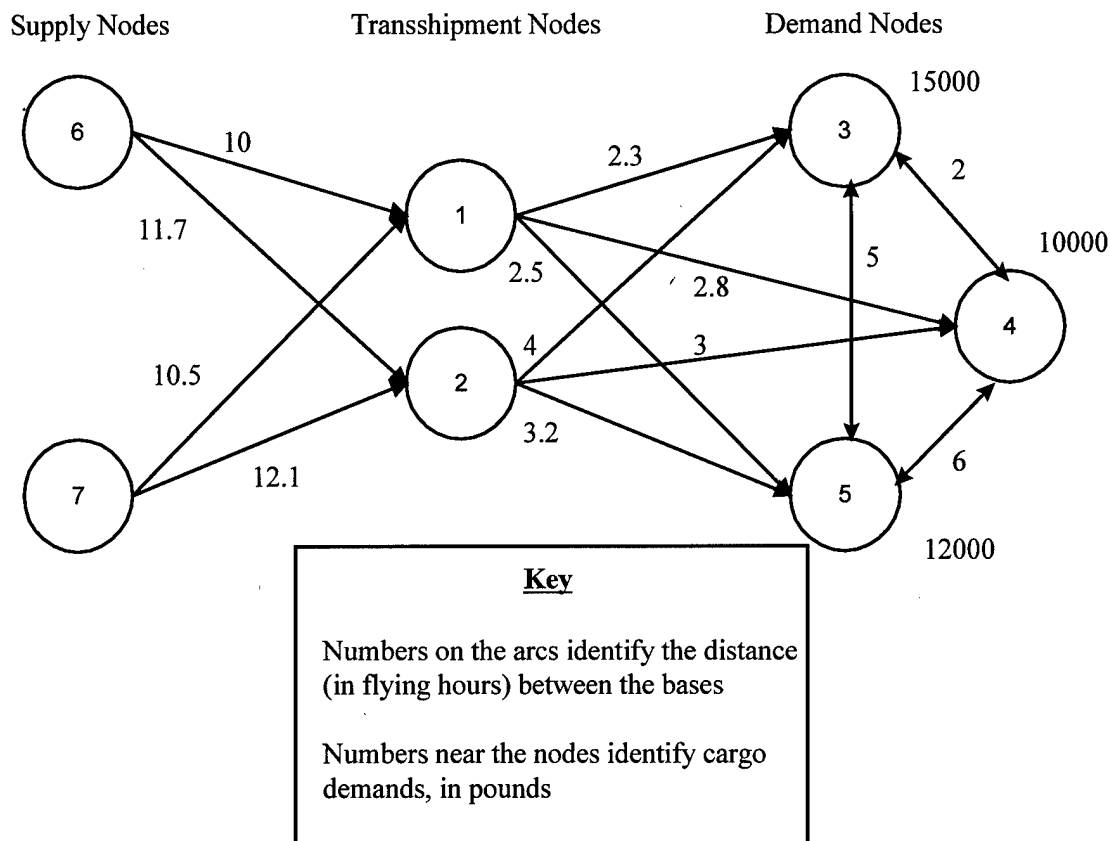 Supply Nodes
Transshipment Nodes
Demand Nodes
15000
6
10
2.3
3
2
11.7
1
10000
2.5
2.8
5
4
10.5
2
4
3
3.2
7
12.1
5
6
12000
Key
Numbers on the arcs identify the distance
(in flying hours) between the bases
Numbers near the nodes identify cargo
demands, in pounds